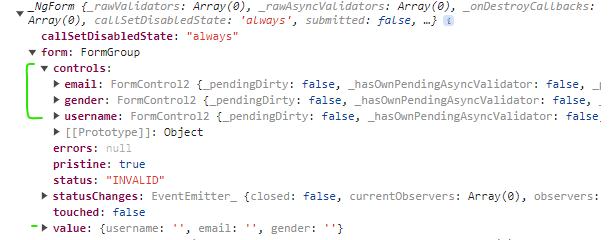 _NgForm {_rawValidators: Array(0), _rawAsyncValidators: Array(0), _onDestroyCallbacks:
Array(0), callSetDisabledState: 'always', submitted: false, …} i
callSetDisabledState: "always"
form: FormGroup
controls:
email: FormControl2 {_pendingDirty: false, _hasOwnPendingAsyncValidator: false,
gender: FormControl2 {_pendingDirty: false, _hasOwnPendingAsyncValidator: false,
username: FormControl2 {_pendingDirty: false, _hasOwnPendingAsyncValidator: false,
[[Prototype]]: Object
errors: null
pristine: true
status: "INVALID"
statusChanges: EventEmitter_ {closed: false, currentObservers: Array(0), observers:
touched: false
value: {username: '', email: '', gender: ''}